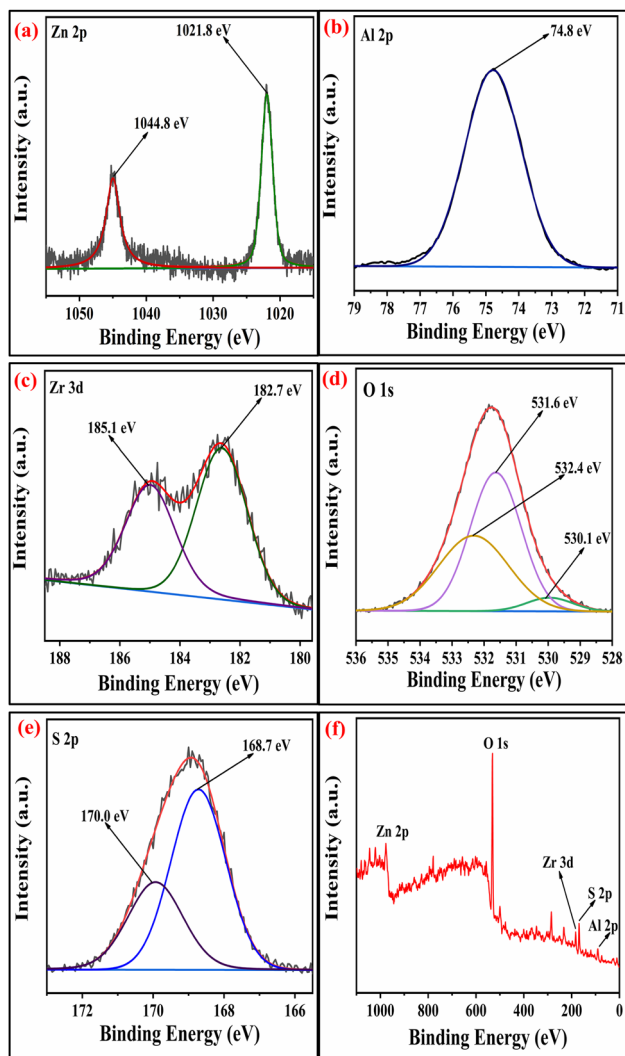 (a)
Zn 2p
1021.8 eV
1044.8 eV
Intensity (a.u.)
1050 1040 1030 1020
Binding Energy (eV)
(b)
Al 2p
74.8 eV
Intensity (a.u.)
79 78 77 76 75 74 73 72 71
Binding Energy (eV)
(c)
Zr 3d
182.7 eV
185.1 eV
Intensity (a.u.)
188 186 184 182 180
Binding Energy (eV)
(d)
O 1s
531.6 eV
532.4 eV
530.1 eV
Intensity (a.u.)
536 535 534 533 532 531 530 529 528
Binding Energy (eV)
(e)
S 2p
168.7 eV
170.0 eV
Intensity (a.u.)
172 170 168 166
Binding Energy (eV)
(f)
O 1s
Zn 2p
Zr 3d
S 2p
Al 2p
Intensity (a.u.)
1000 800 600 400 200 0
Binding Energy (eV)